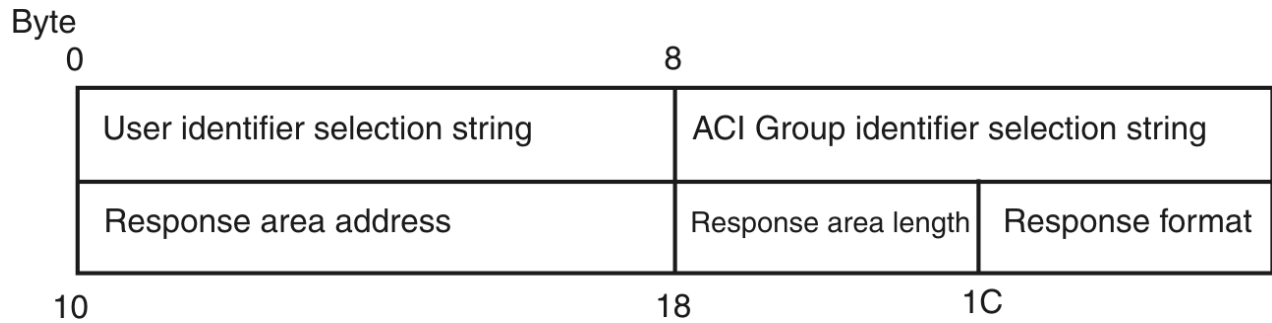 Byte
0 8
User identifier selection string ACI Group identifier selection string
Response area address Response area length Response format
10 18 1C